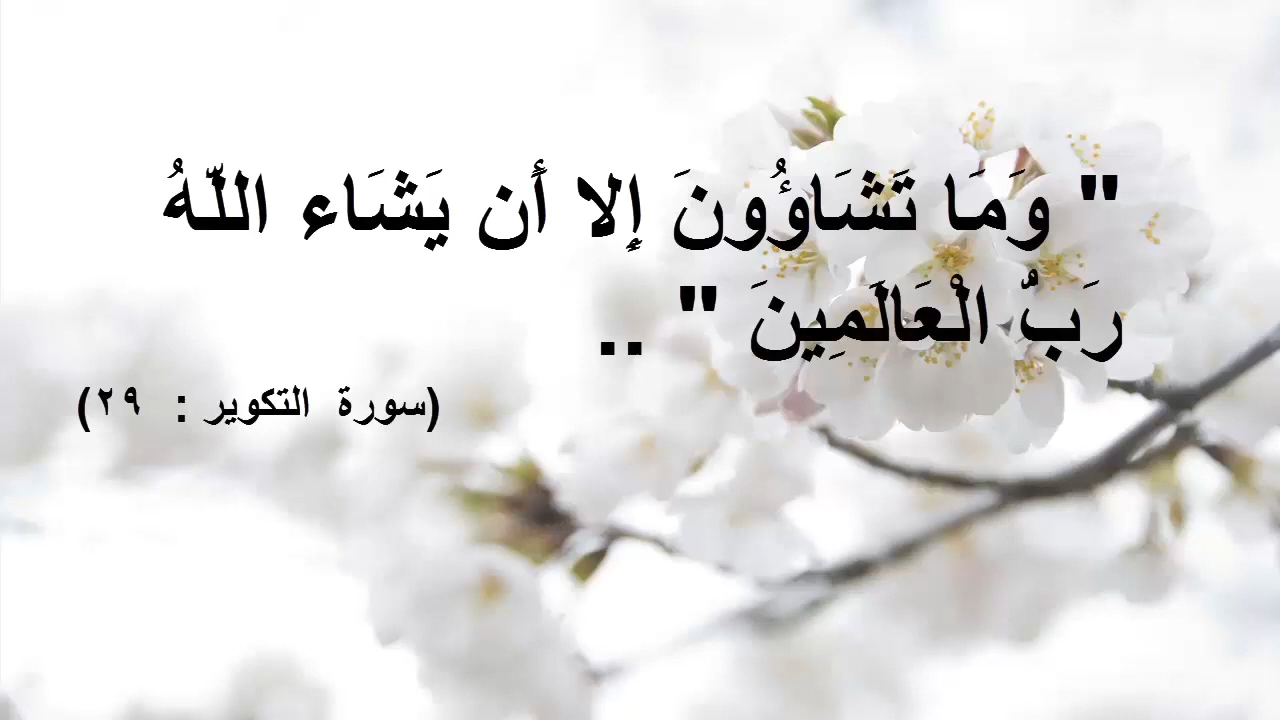 " وَمَا تَشَاؤُونَ إِلا أَن يَشَاء اللَّهُ
رَبُّ الْعَالَمِينَ " ..
(سورة التكوير : ٢٩)